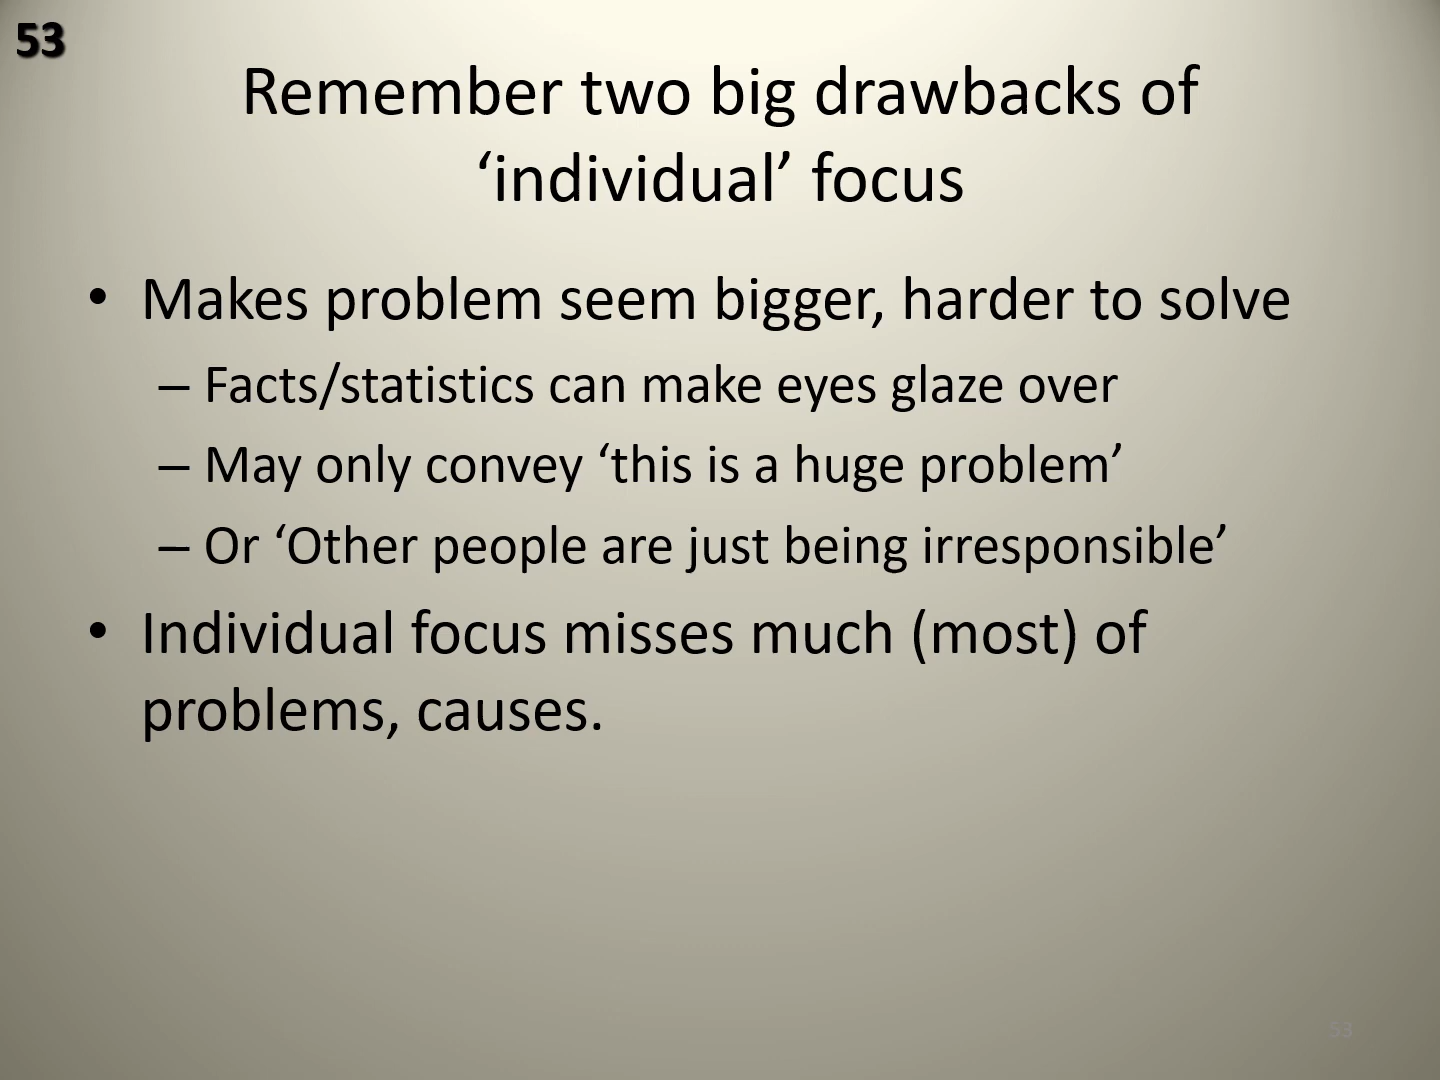 53
Remember two big drawbacks of
‘individual’ focus
• Makes problem seem bigger, harder to solve
– Facts/statistics can make eyes glaze over
– May only convey ‘this is a huge problem’
– Or ‘Other people are just being irresponsible’
• Individual focus misses much (most) of
problems, causes.
53